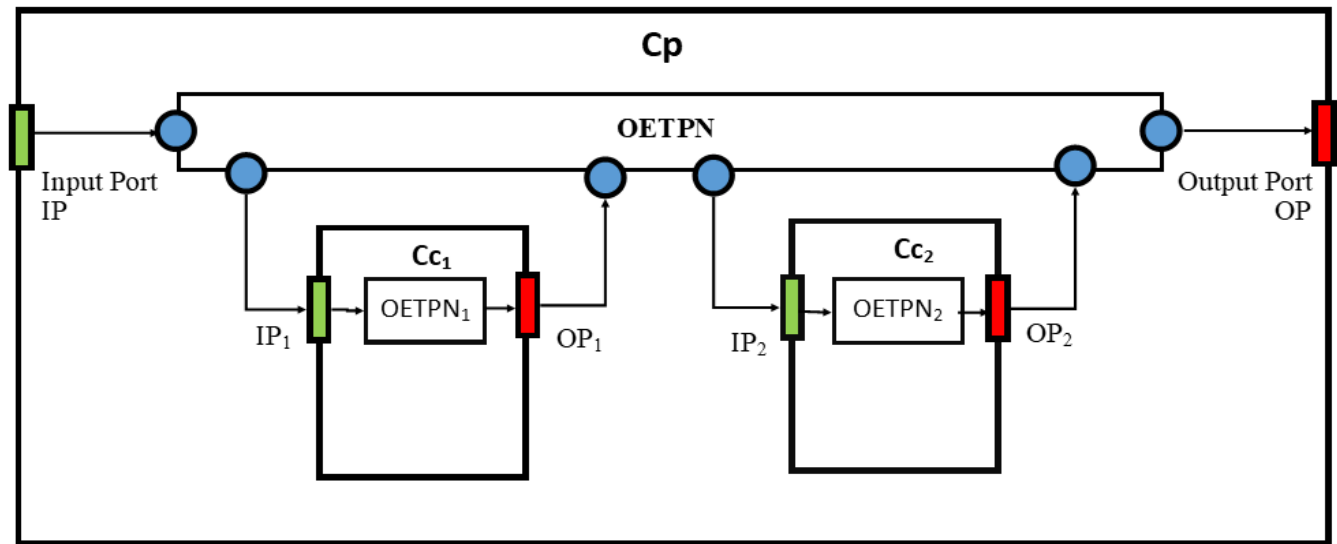 Cp
OETPN
Input Port
IP
Output Port
OP
Cc₁
OETPN₁
IP₁
OP₁
Cc₂
OETPN₂
IP₂
OP₂